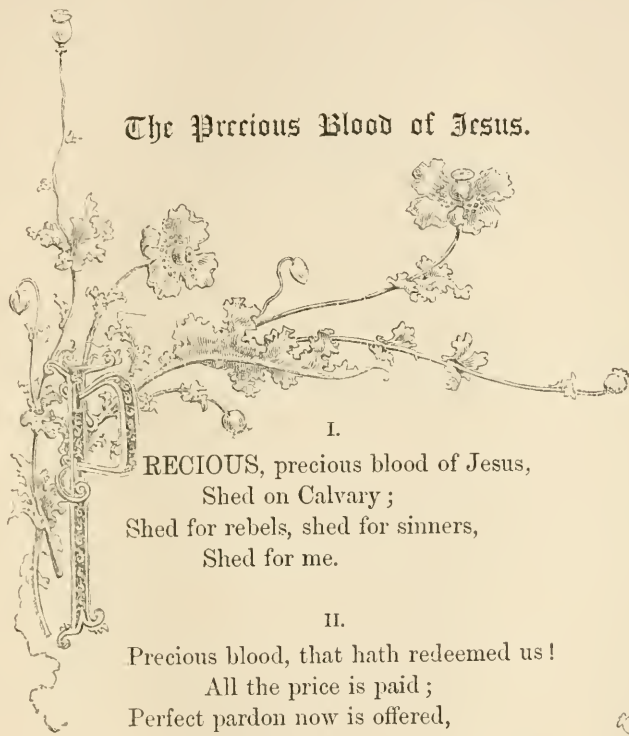 The Precious Blood of Jesus.
I.
PRECIOUS, precious blood of Jesus,
Shed on Calvary;
Shed for rebels, shed for sinners,
Shed for me.
II.
Precious blood, that hath redeemed us!
All the price is paid;
Perfect pardon now is offered,